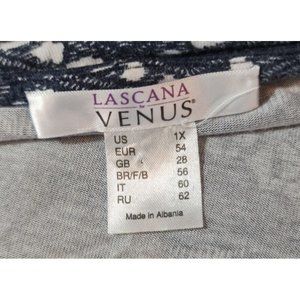 LASCANA
VENUS®
US 1X
EUR 54
GB 28
BR/F/B 56
IT 60
RU 62
Made in Albania